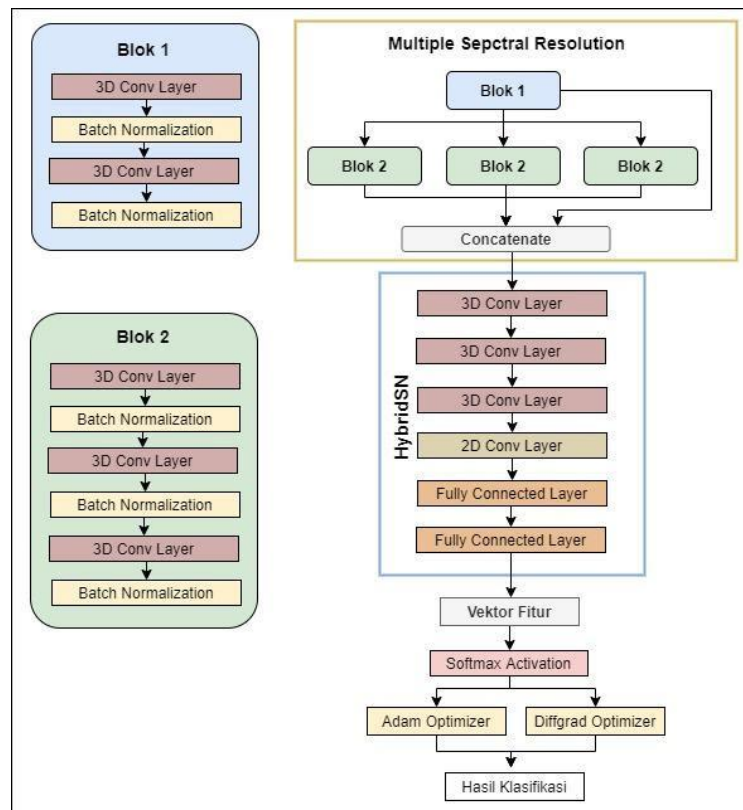 Blok 1
3D Conv Layer
Batch Normalization
3D Conv Layer
Batch Normalization
Blok 2
3D Conv Layer
Batch Normalization
3D Conv Layer
Batch Normalization
3D Conv Layer
Batch Normalization
Multiple Sepctral Resolution
Blok 1
Blok 2
Blok 2
Blok 2
Concatenate
HybridSN
3D Conv Layer
3D Conv Layer
3D Conv Layer
2D Conv Layer
Fully Connected Layer
Fully Connected Layer
Vektor Fitur
Softmax Activation
Adam Optimizer
Diffgrad Optimizer
Hasil Klasifikasi